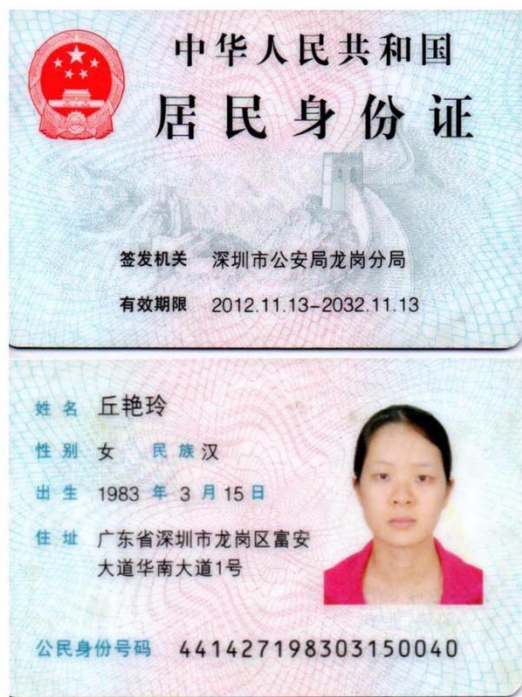 中华人民共和国
居民身份证
签发机关 深圳市公安局龙岗分局
有效期限 2012.11.13-2032.11.13
姓名 丘艳玲
性别 女 民族 汉
出生 1983 年 3 月 15 日
住址 广东省深圳市龙岗区富安
大道华南大道1号
公民身份号码 441427198303150040